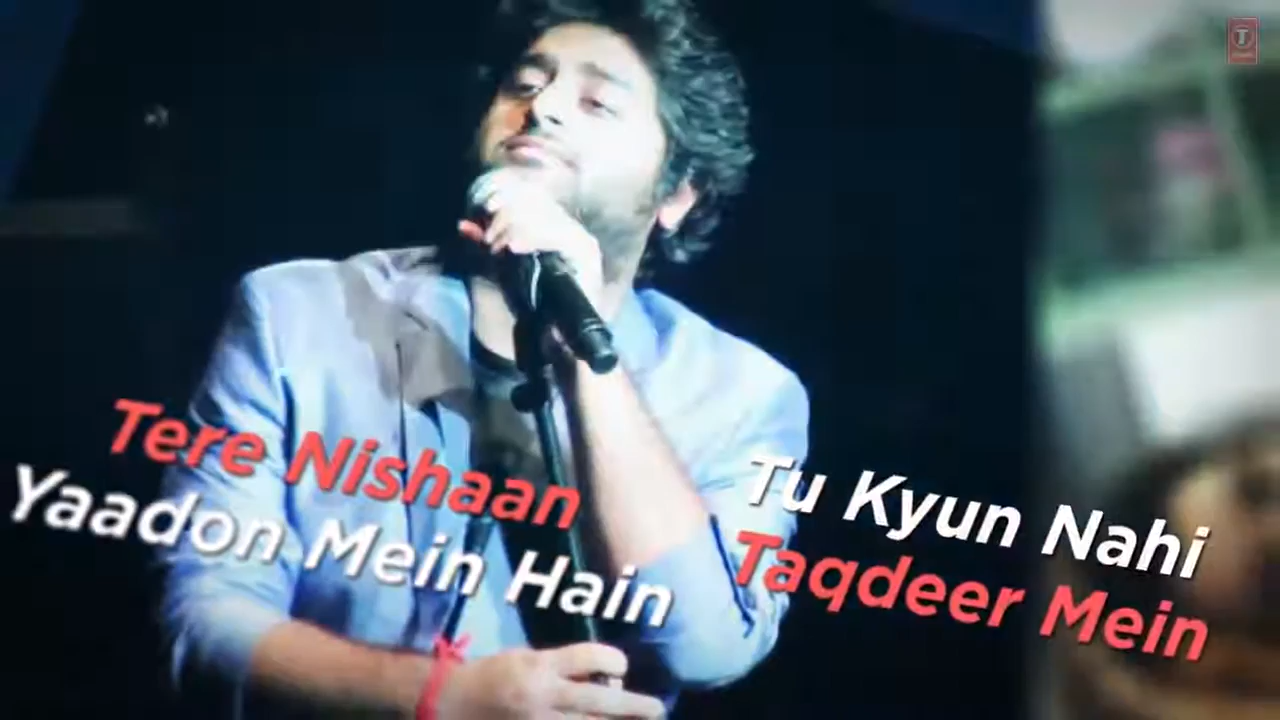 Tere Nishaan
Yaadon Mein Hain
Tu Kyun Nahi
Taqdeer Mein
T